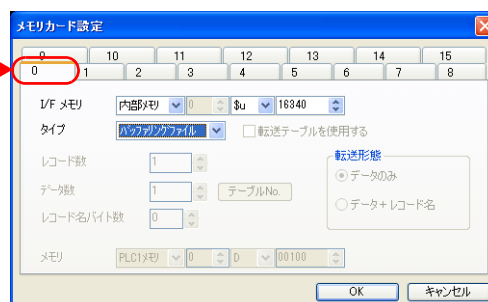 メモリカード設定
9 10 11 12 13 14 15
0 1 2 3 4 5 6 7 8
I/F メモリ 内部メモリ 0 $u 16340
タイプ バッファリングファイル 転送テーブルを使用する
レコード数 1 転送形態
データのみ
データ数 1 テーブルNo.
データ+レコード名
レコード名バイト数 0
メモリ PLC1メモリ 0 D 00100
OK キャンセル